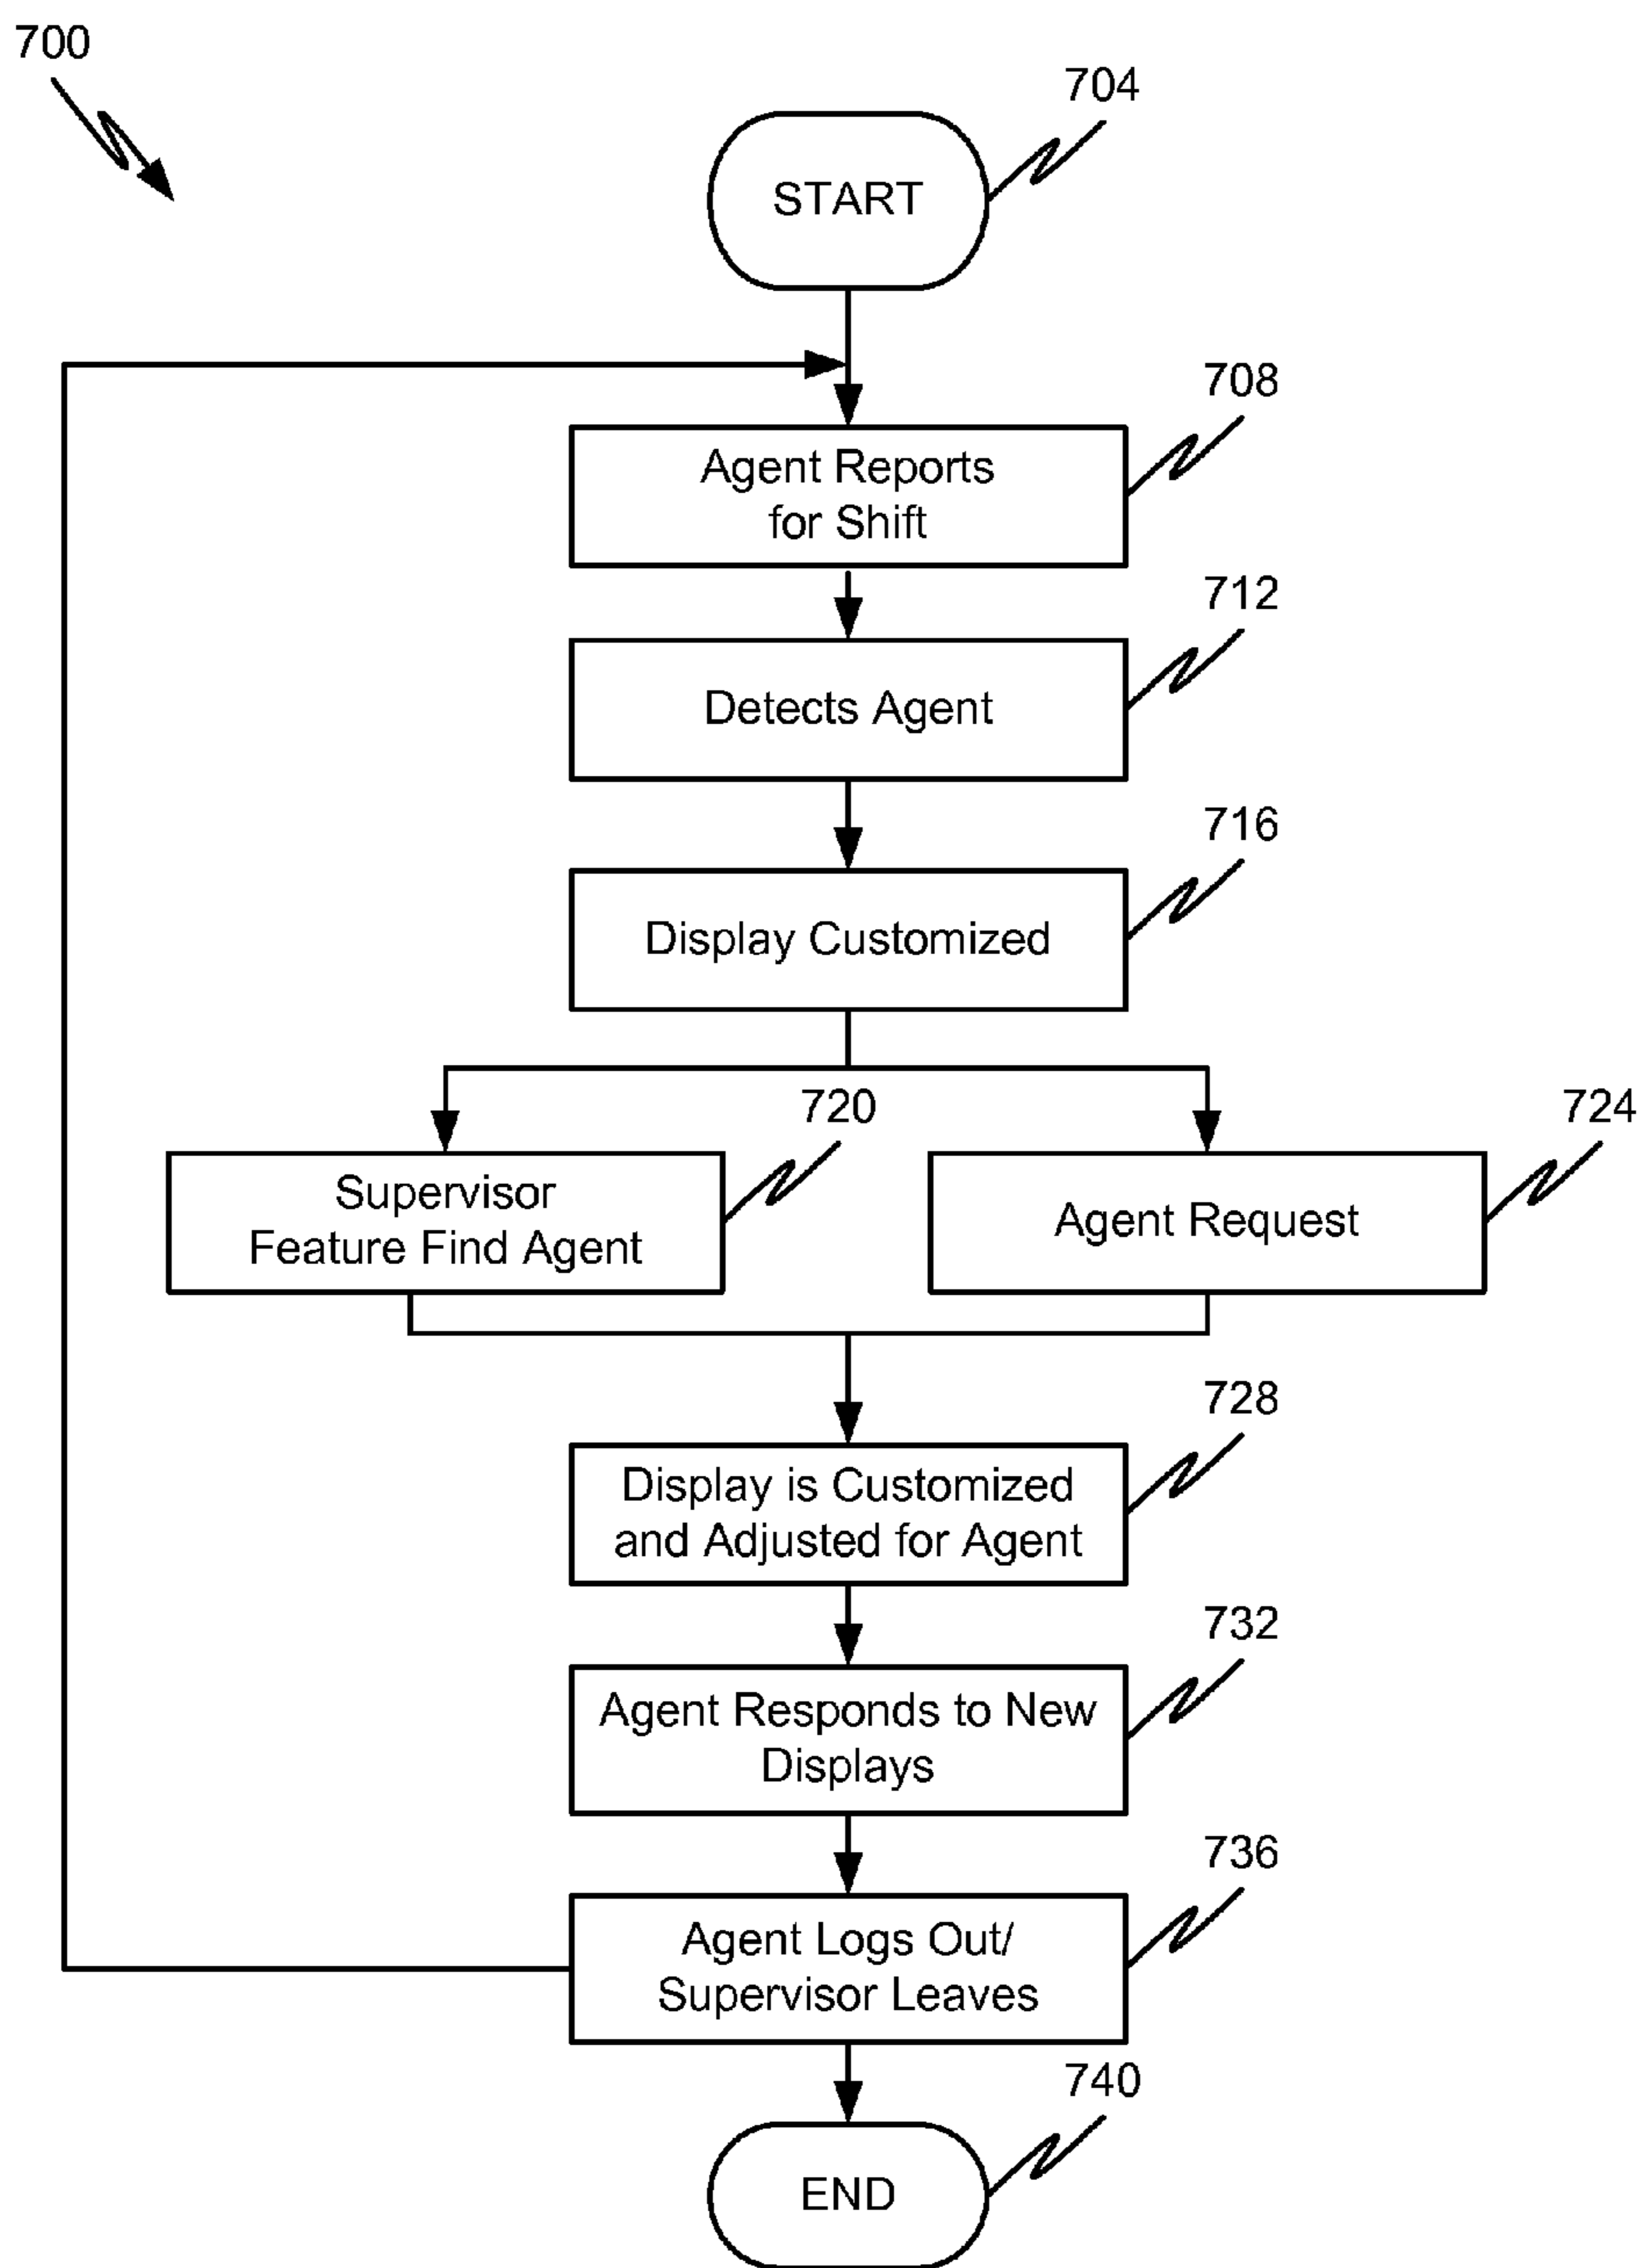 700
704
START
708
Agent Reports
for Shift
712
Detects Agent
716
Display Customized
720
724
Supervisor
Feature Find Agent
Agent Request
728
Display is Customized
and Adjusted for Agent
732
Agent Responds to New
Displays
736
Agent Logs Out/
Supervisor Leaves
740
END